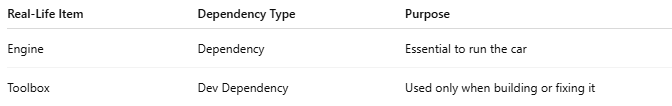 Real-Life Item Dependency Type Purpose
Engine Dependency Essential to run the car
Toolbox Dev Dependency Used only when building or fixing it